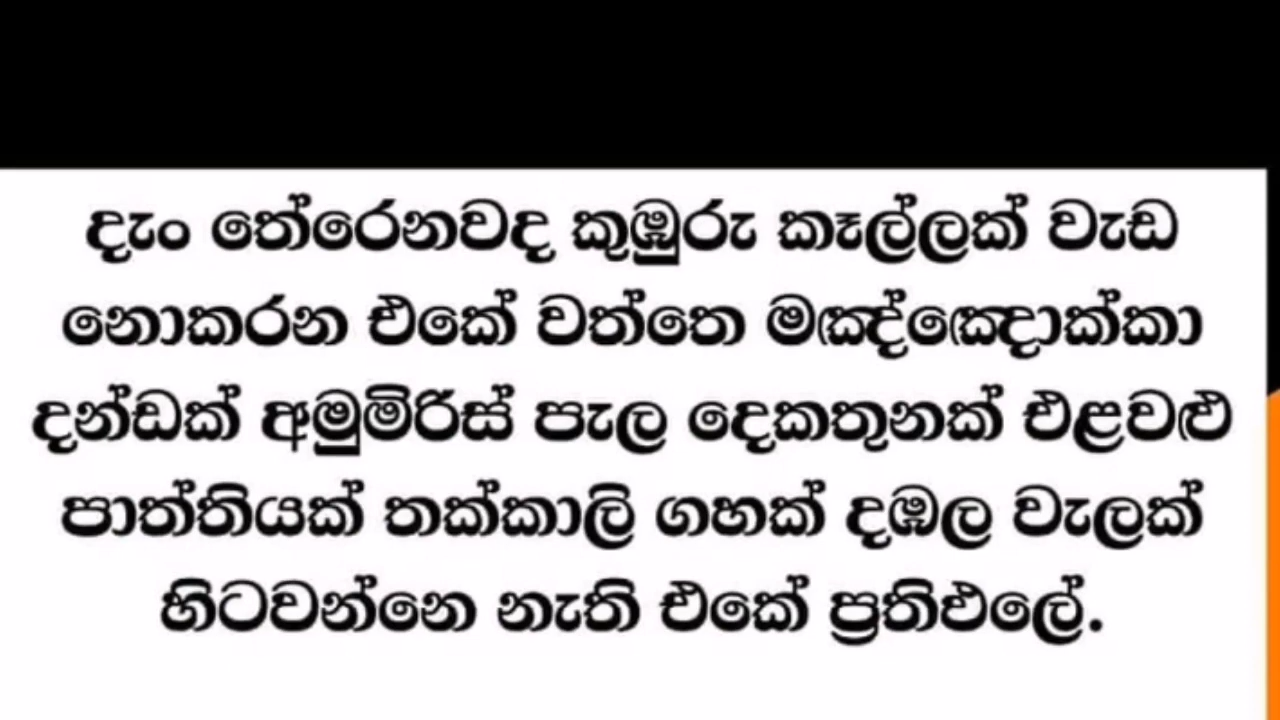 දැං තේරෙනවද කුඹුරු කෑල්ලක් වැඩ
නොකරන එකේ වත්තෙ මඤ්ඤොක්කා
දන්ඩක් අමුමිරිස් පැල දෙකතුනක් එළවළු
පාත්තියක් තක්කාලි ගහක් දඹල වැලක්
හිටවන්නෙ නැති එකේ ප්‍රතිඵලේ.